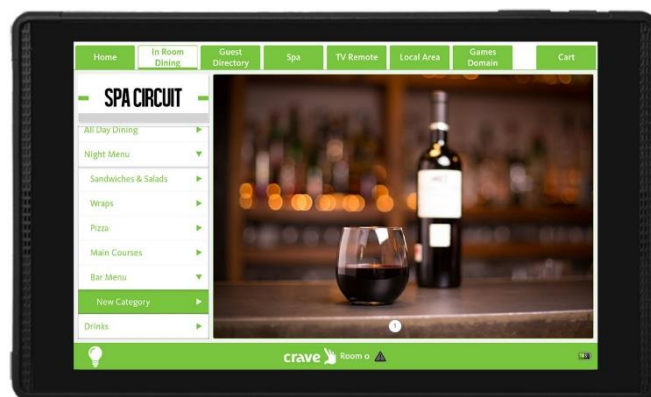 Home
In Room
Dining
Guest
Directory
Spa
TV Remote
Local Area
Games
Domain
Cart
SPA CIRCUIT
All Day Dining
Night Menu
Sandwiches & Salads
Wraps
Pizza
Main Courses
Bar Menu
New Category
Drinks
1
crave
Room 0